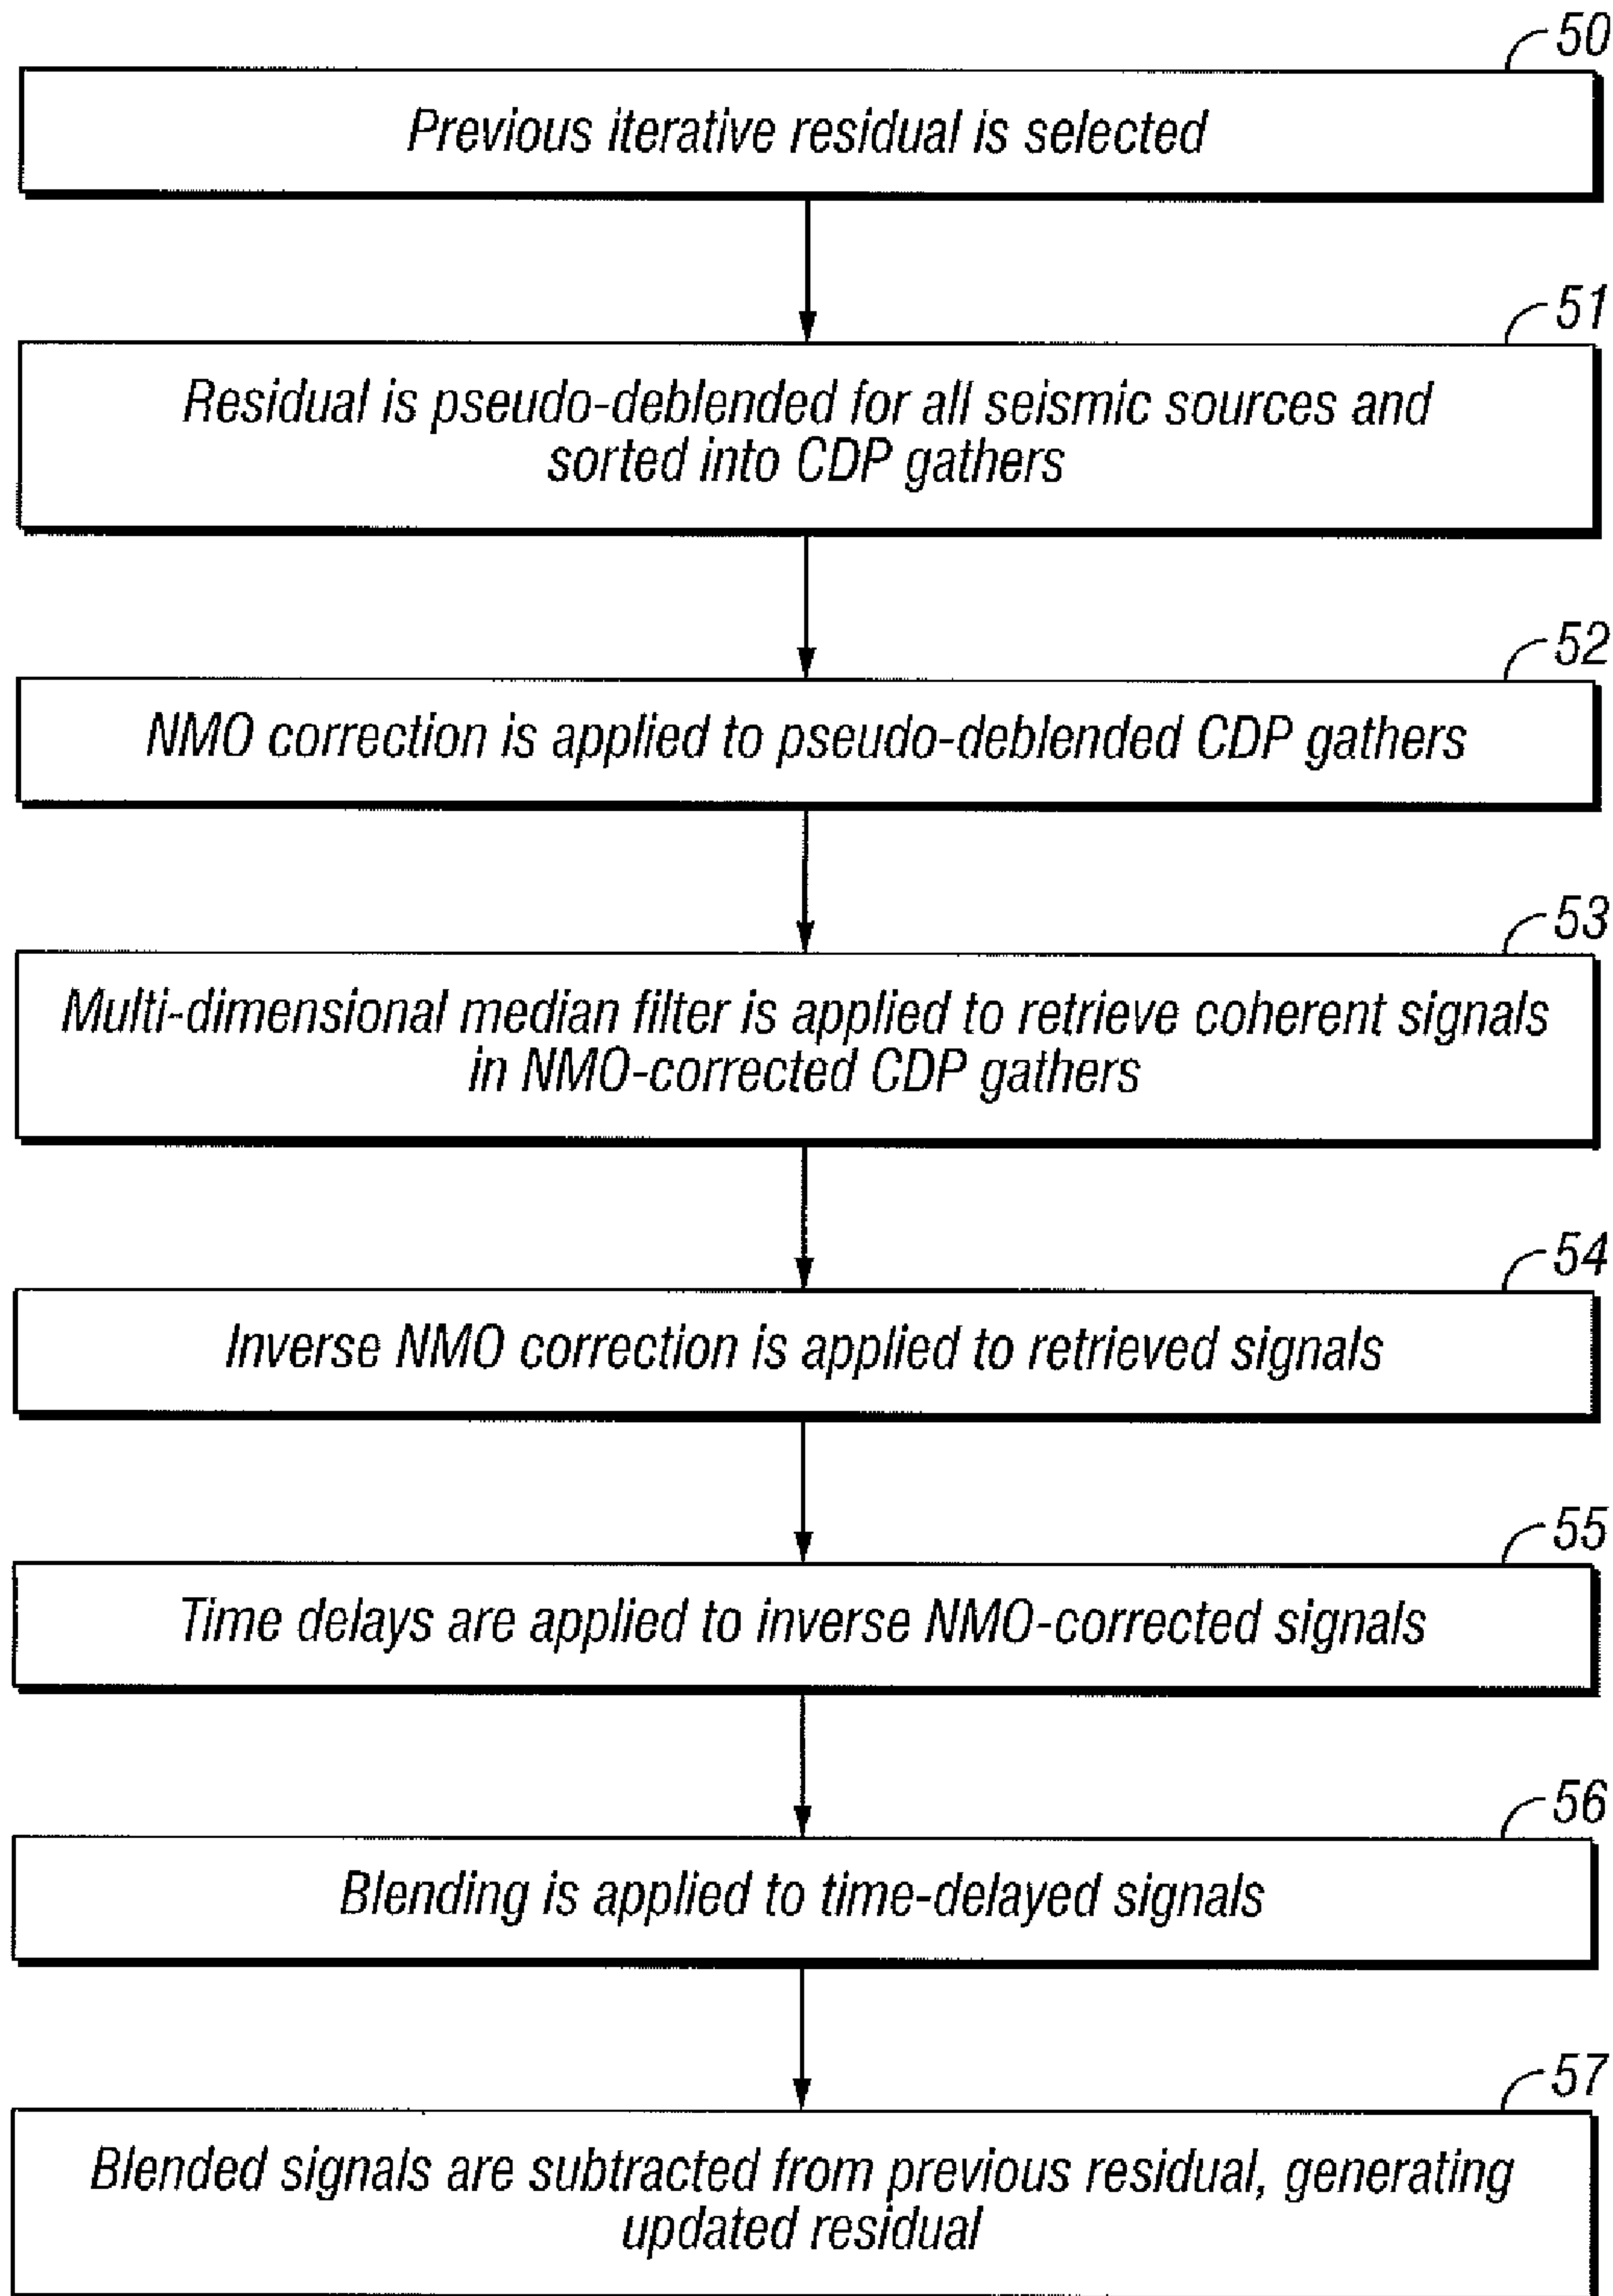 50
Previous iterative residual is selected
51
Residual is pseudo-deblended for all seismic sources and
sorted into CDP gathers
52
NMO correction is applied to pseudo-deblended CDP gathers
53
Multi-dimensional median filter is applied to retrieve coherent signals
in NMO-corrected CDP gathers
54
Inverse NMO correction is applied to retrieved signals
55
Time delays are applied to inverse NMO-corrected signals
56
Blending is applied to time-delayed signals
57
Blended signals are subtracted from previous residual, generating
updated residual